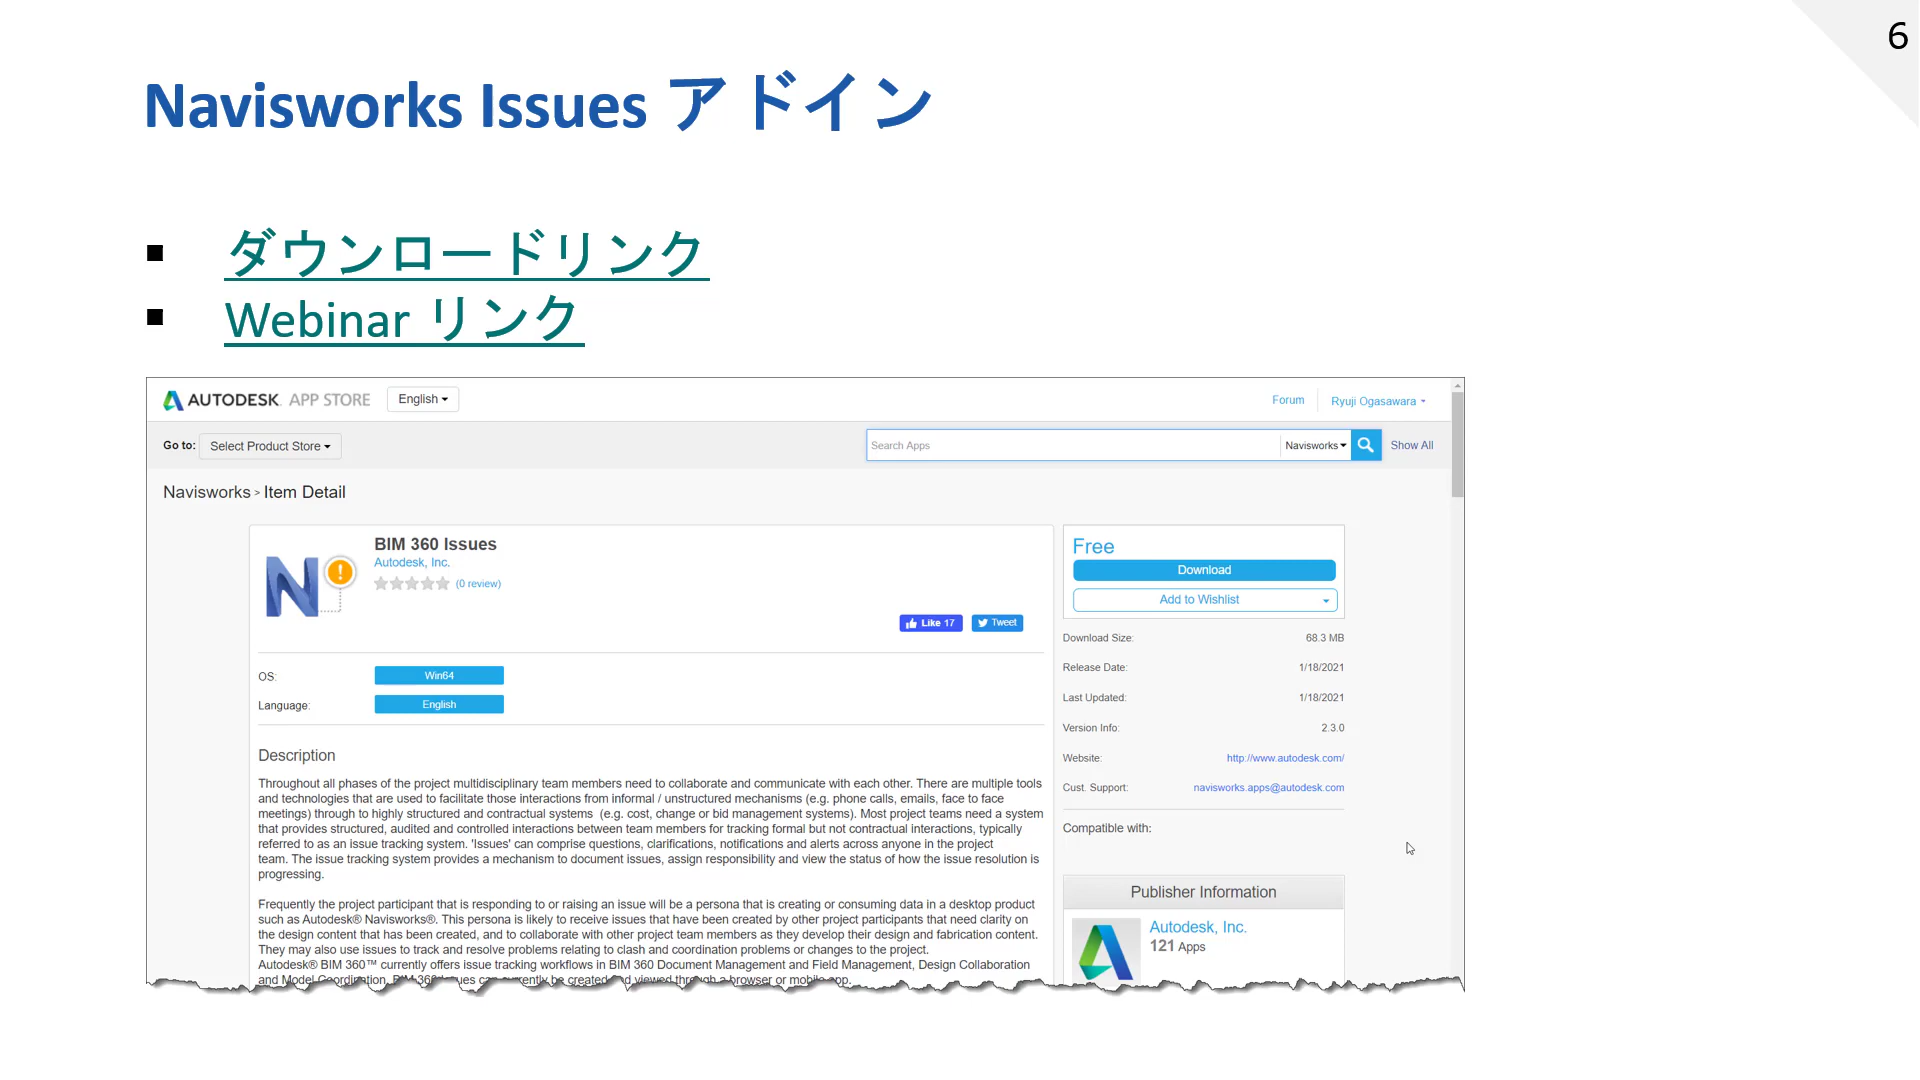 6
Navisworks Issues アドイン
ダウンロードリンク
Webinar リンク
AUTODESK. APP STORE English Forum Ryuji Ogasawara
Go to: Select Product Store Search Apps Navisworks Show All
Navisworks > Item Detail
BIM 360 Issues
Autodesk, Inc.
(0 review)
Like 17 Tweet
OS: Win64
Language: English
Description
Throughout all phases of the project multidisciplinary team members need to collaborate and communicate with each other. There are multiple tools
and technologies that are used to facilitate those interactions from informal / unstructured mechanisms (e.g. phone calls, emails, face to face
meetings) through to highly structured and contractual systems (e.g. cost, change or bid management systems). Most project teams need a system
that provides structured, audited and controlled interactions between team members for tracking formal but not contractual interactions, typically
referred to as an issue tracking system. 'Issues' can comprise questions, clarifications, notifications and alerts across anyone in the project
team. The issue tracking system provides a mechanism to document issues, assign responsibility and view the status of how the issue resolution is
progressing.
Frequently the project participant that is responding to or raising an issue will be a persona that is creating or consuming data in a desktop product
such as Autodesk® Navisworks®. This persona is likely to receive issues that have been created by other project participants that need clarity on
the design content that has been created, and to collaborate with other project team members as they develop their design and fabrication content.
They may also use issues to track and resolve problems relating to clash and coordination problems or changes to the project.
Autodesk® BIM 360™ currently offers issue tracking workflows in BIM 360 Document Management and Field Management, Design Collaboration
and Model Coordination. BIM 360 Issues can currently be created and viewed through a browser or mobile app.
Free
Download
Add to Wishlist
Download Size: 68.3 MB
Release Date: 1/18/2021
Last Updated: 1/18/2021
Version Info: 2.3.0
Website: http://www.autodesk.com/
Cust. Support: navisworks.apps@autodesk.com
Compatible with:
Publisher Information
Autodesk, Inc.
121 Apps